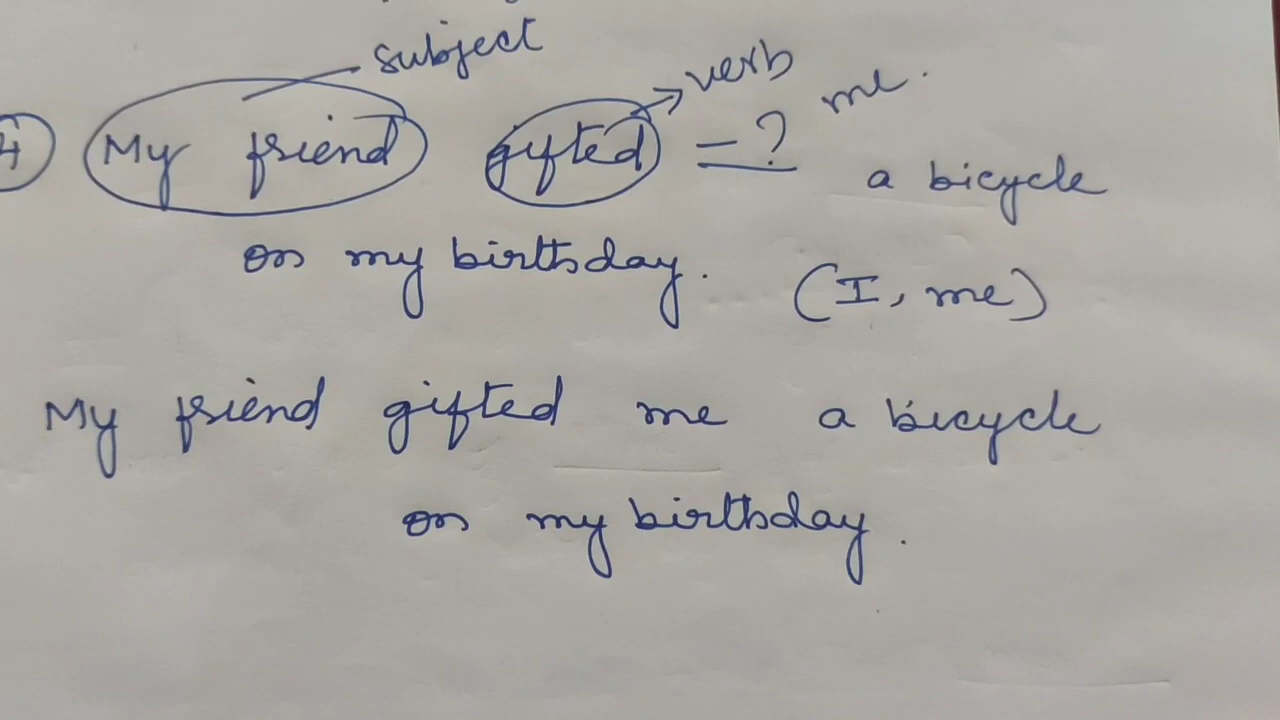 subject
verb
me.
4) My friend gifted = ? a bicycle
on my birthday. (I, me)
My friend gifted me a bicycle
on my birthday.